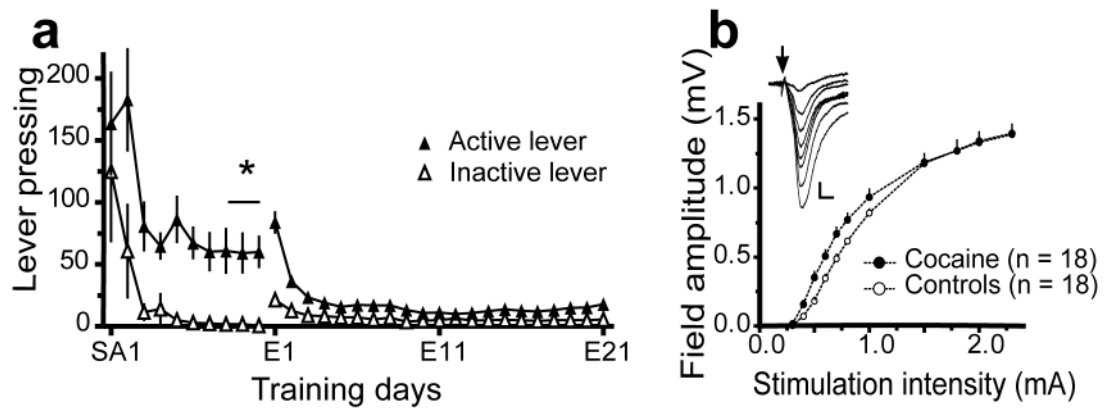 a
Lever pressing
200
150
100
50
0
*
Active lever
Inactive lever
SA1
E1
E11
E21
Training days
b
Field amplitude (mV)
1.5
1.0
0.5
0.0
Cocaine (n = 18)
Controls (n = 18)
0.0
1.0
2.0
Stimulation intensity (mA)